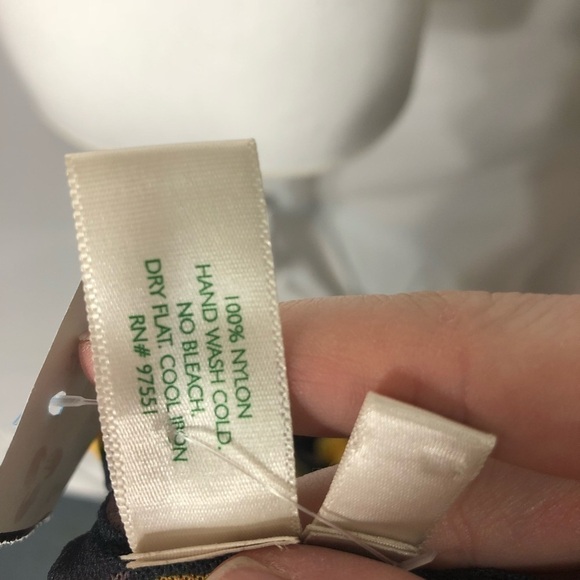 100% NYLON
HAND WASH COLD.
NO BLEACH.
DRY FLAT. COOL IRON
RN# 97551